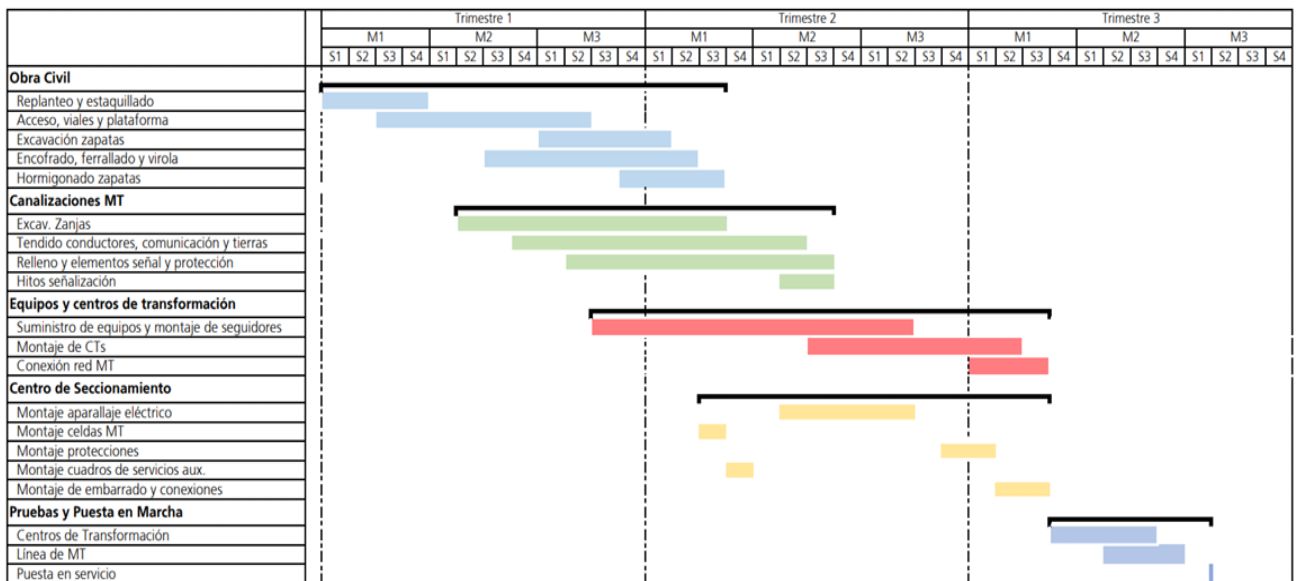 Trimestre 1 Trimestre 2 Trimestre 3
M1 M2 M3 M1 M2 M3 M1 M2 M3
S1 S2 S3 S4 S1 S2 S3 S4 S1 S2 S3 S4 S1 S2 S3 S4 S1 S2 S3 S4 S1 S2 S3 S4 S1 S2 S3 S4 S1 S2 S3 S4 S1 S2 S3 S4
Obra Civil
Replanteo y estaquillado
Acceso, viales y plataforma
Excavación zapatas
Encofrado, ferrallado y virola
Hormigonado zapatas
Canalizaciones MT
Excav. Zanjas
Tendido conductores, comunicación y tierras
Relleno y elementos señal y protección
Hitos señalización
Equipos y centros de transformación
Suministro de equipos y montaje de seguidores
Montaje de CTs
Conexión red MT
Centro de Seccionamiento
Montaje aparallaje eléctrico
Montaje celdas MT
Montaje protecciones
Montaje cuadros de servicios aux.
Montaje de embarrado y conexiones
Pruebas y Puesta en Marcha
Centros de Transformación
Línea de MT
Puesta en servicio